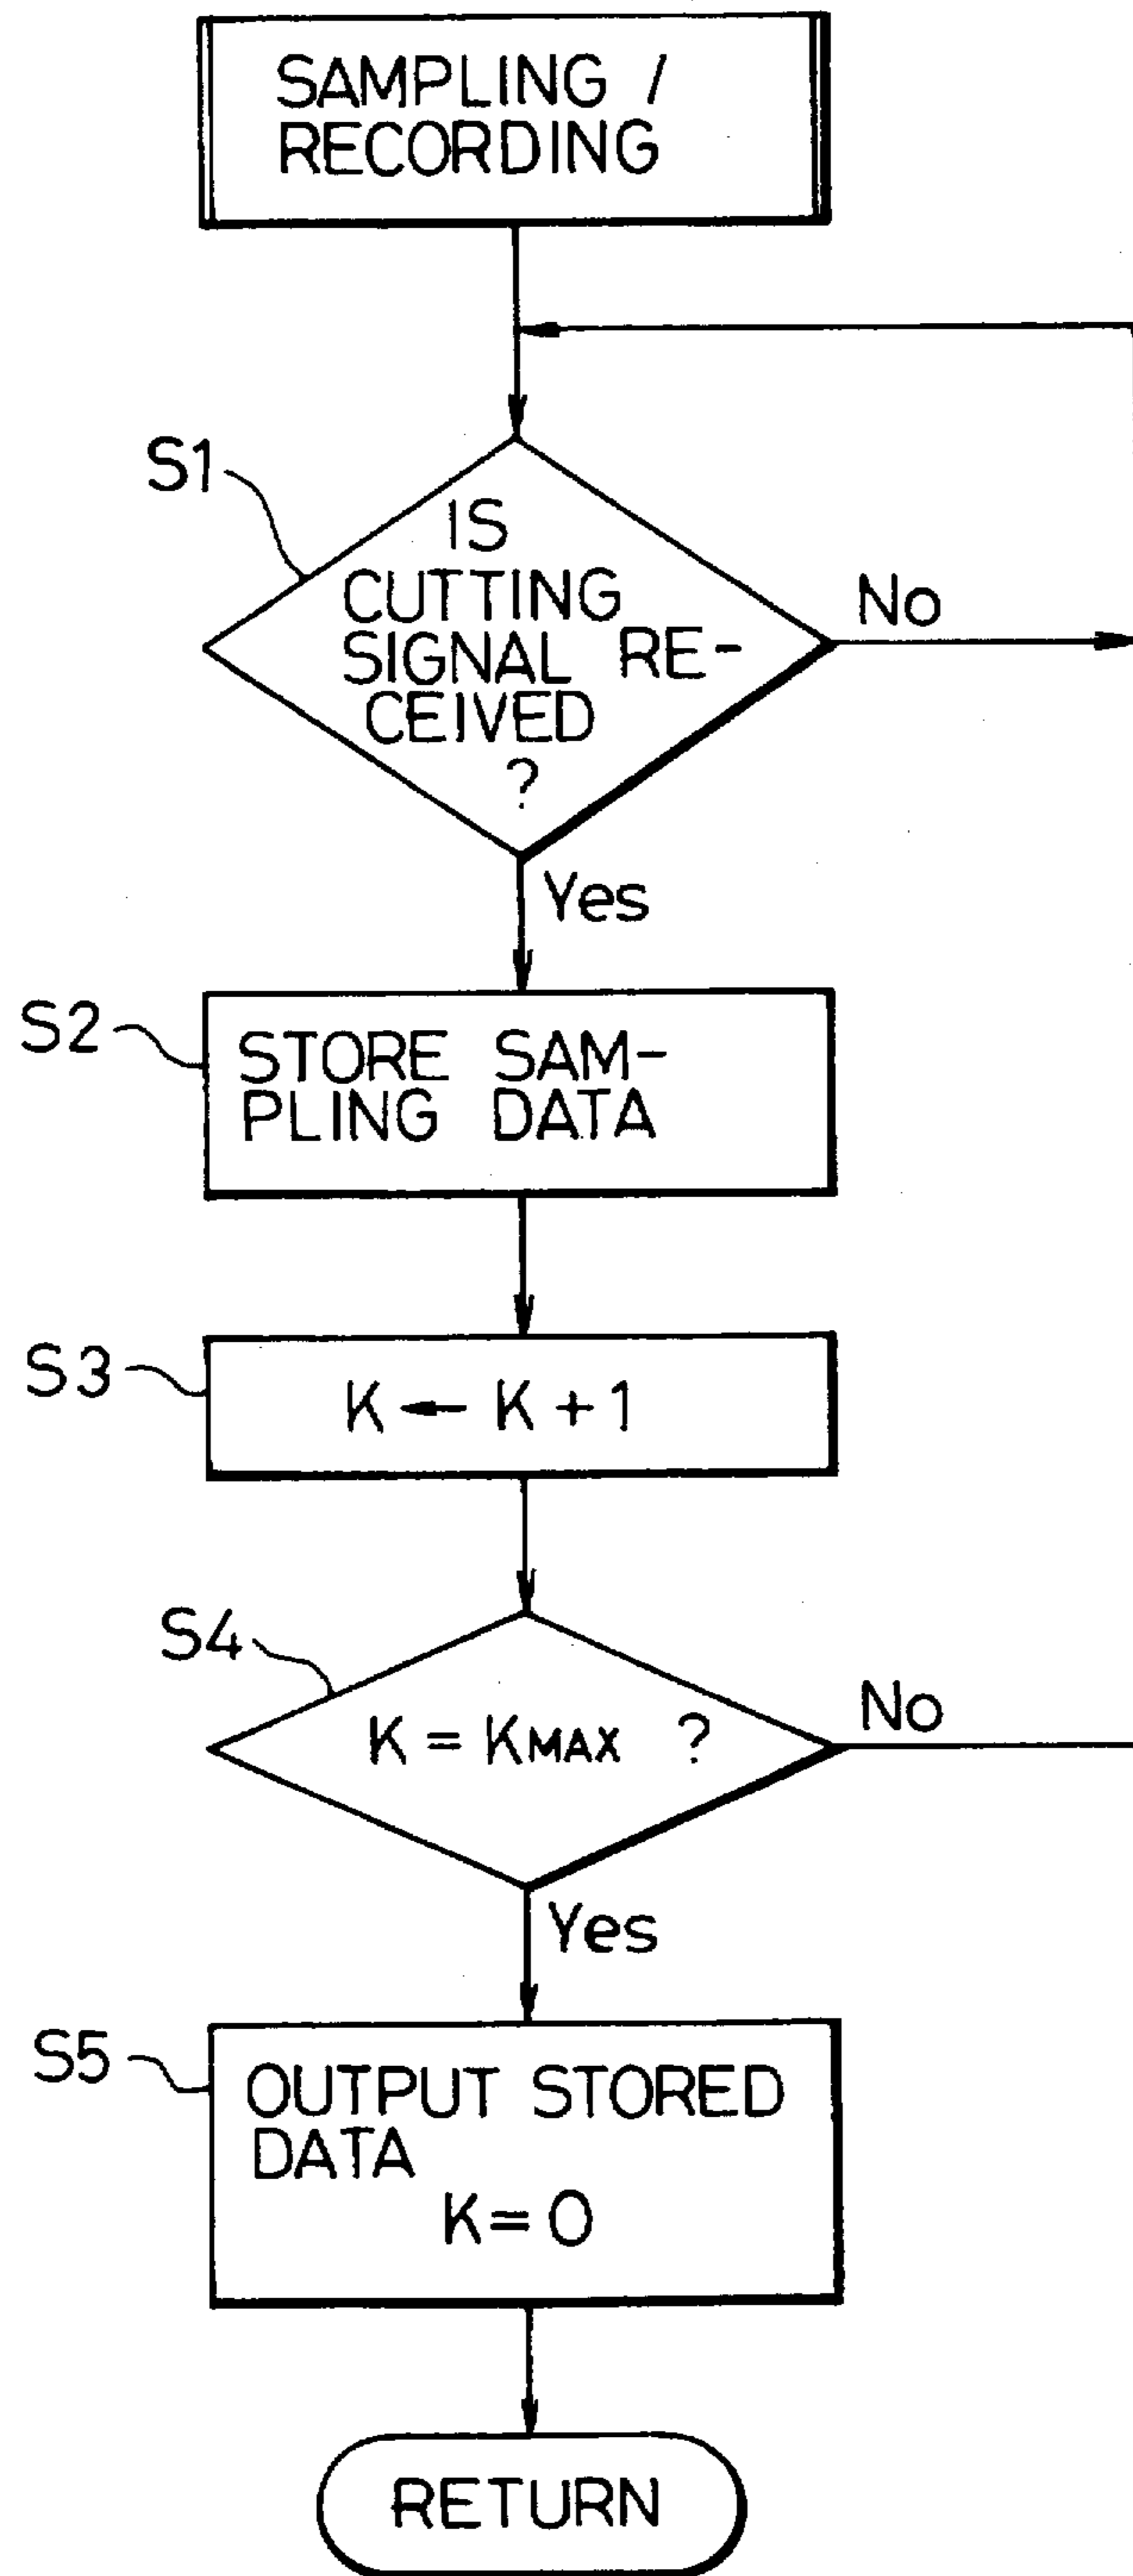 SAMPLING /
RECORDING
S1
IS
CUTTING
SIGNAL RE-
CEIVED
?
No
Yes
S2
STORE SAM-
PLING DATA
S3
K ← K + 1
S4
K = KMAX ?
No
Yes
S5
OUTPUT STORED
DATA
K = 0
RETURN